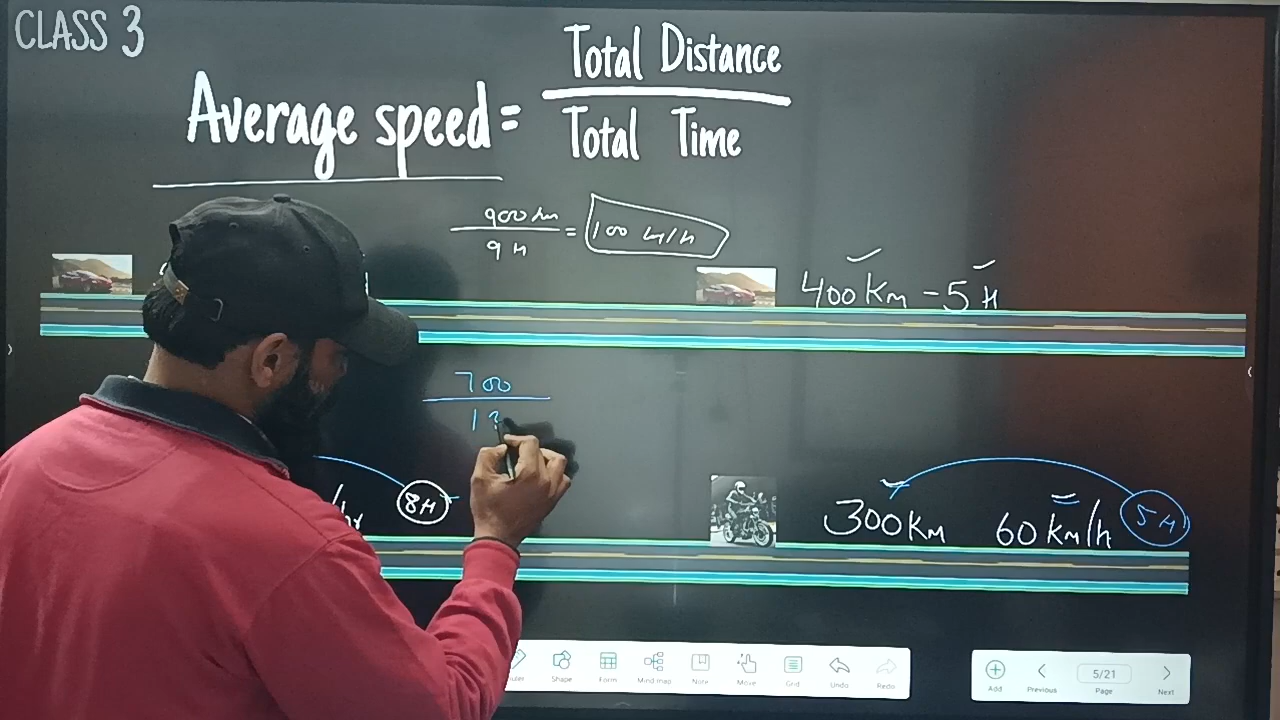 CLASS 3
Total Distance
Average speed =
Total Time
900 km
9 H
= 100 km/h
400 Km - 5 H
700
13
/hr 8H
300 Km 60 km/h 5 H
Shape Form Mind map Note Move Grid Undo Redo
Add Previous 5/21 Page Next